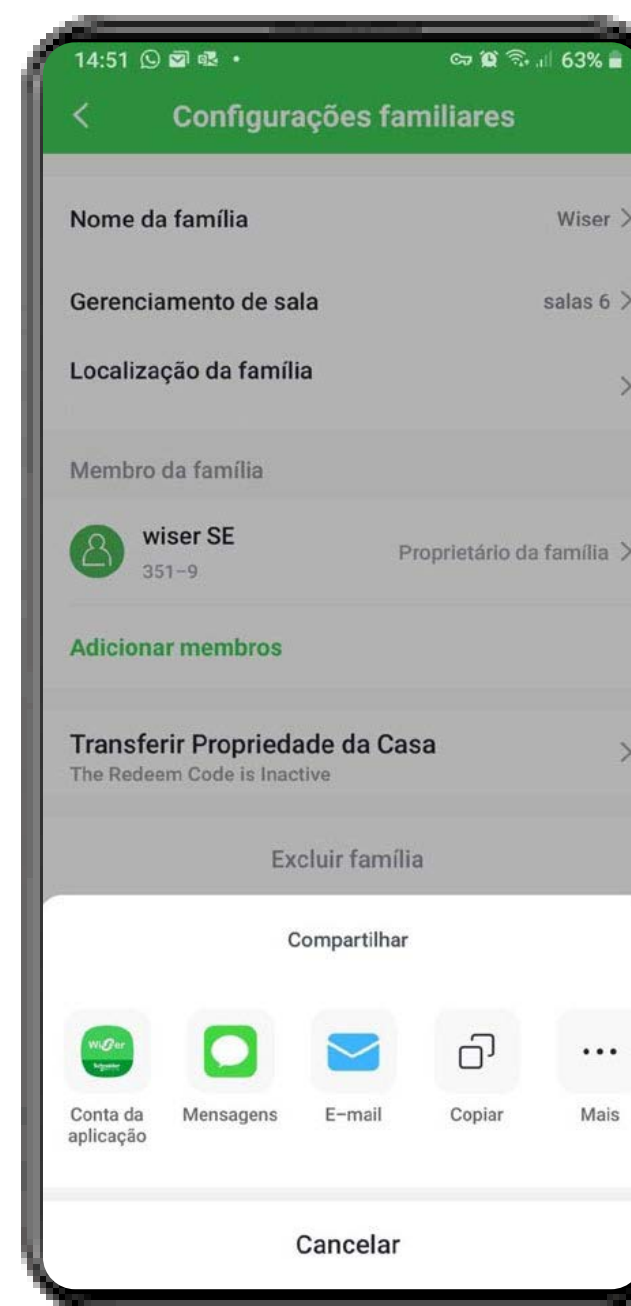 14:51
63%
Configurações familiares
Nome da família
Wiser
Gerenciamento de sala
salas 6
Localização da família
Membro da família
wiser SE
351-9
Proprietário da família
Adicionar membros
Transferir Propriedade da Casa
The Redeem Code is Inactive
Excluir família
Compartilhar
Wiser
Schneider
Conta da
aplicação
Mensagens
E-mail
Copiar
Mais
Cancelar